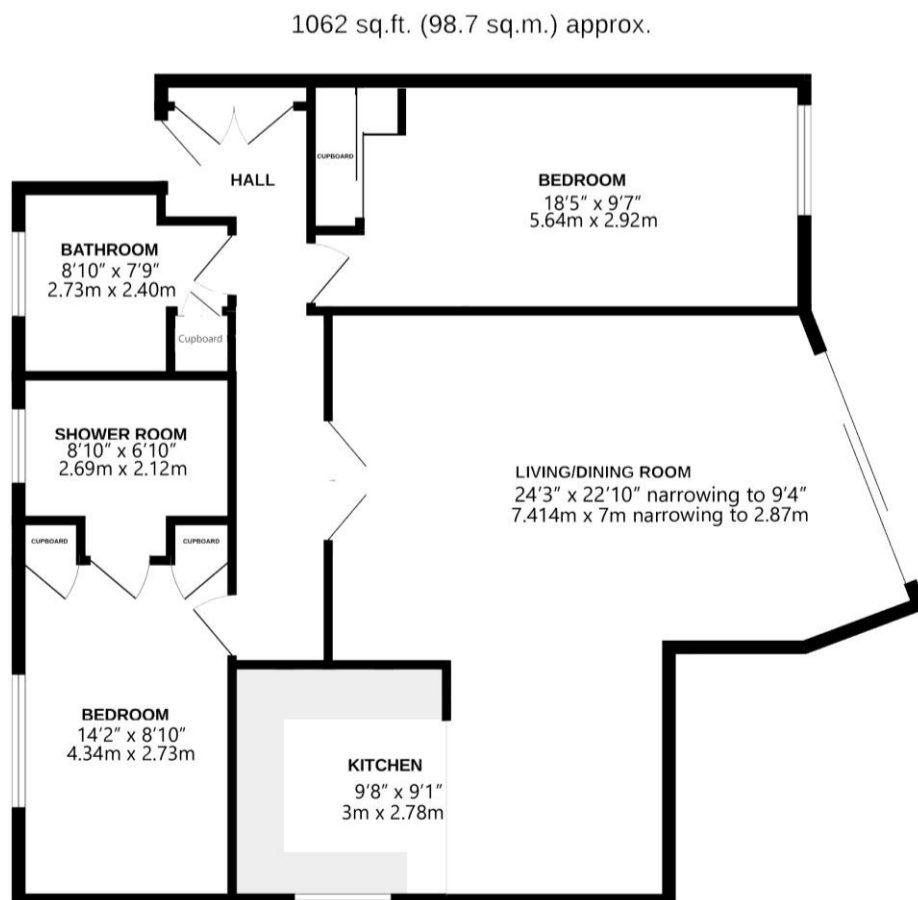 1062 sq.ft. (98.7 sq.m.) approx.
CUPBOARD
HALL
BEDROOM
18'5" x 9'7"
5.64m x 2.92m
BATHROOM
8'10" x 7'9"
2.73m x 2.40m
Cupboard
SHOWER ROOM
8'10" x 6'10"
2.69m x 2.12m
LIVING/DINING ROOM
24'3" x 22'10" narrowing to 9'4"
7.414m x 7m narrowing to 2.87m
CUPBOARD
CUPBOARD
BEDROOM
14'2" x 8'10"
4.34m x 2.73m
KITCHEN
9'8" x 9'1"
3m x 2.78m